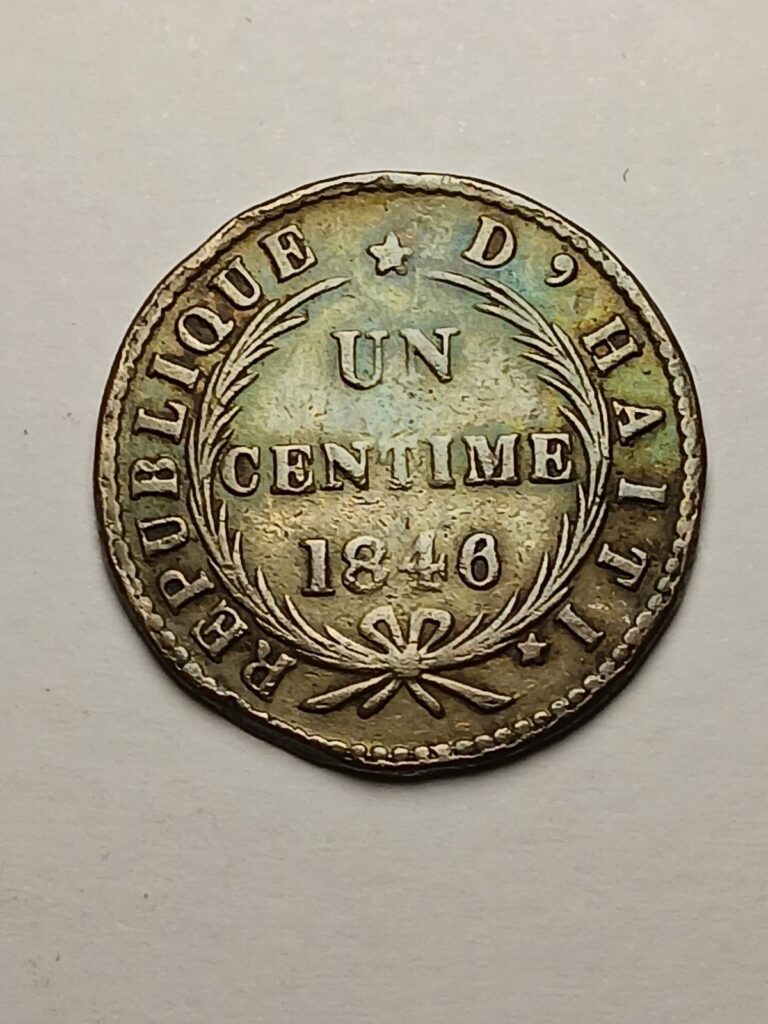 REPUBLIQUE D'HAITI
UN
CENTIME
1846